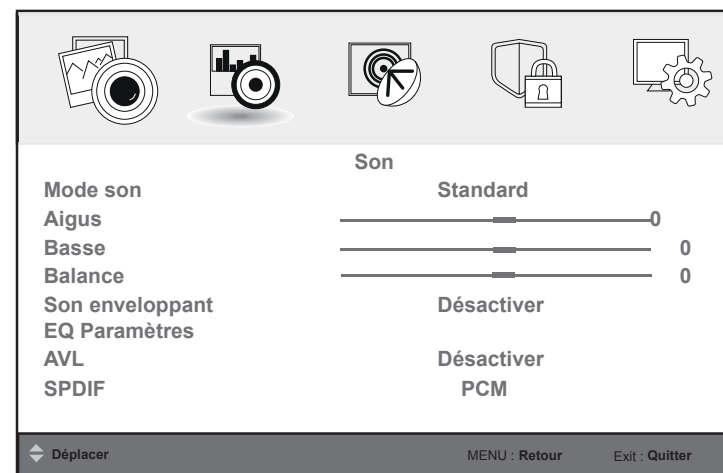 Son
Mode son Standard
Aigus 0
Basse 0
Balance 0
Son enveloppant Désactiver
EQ Paramètres
AVL Désactiver
SPDIF PCM
Déplacer MENU : Retour Exit : Quitter